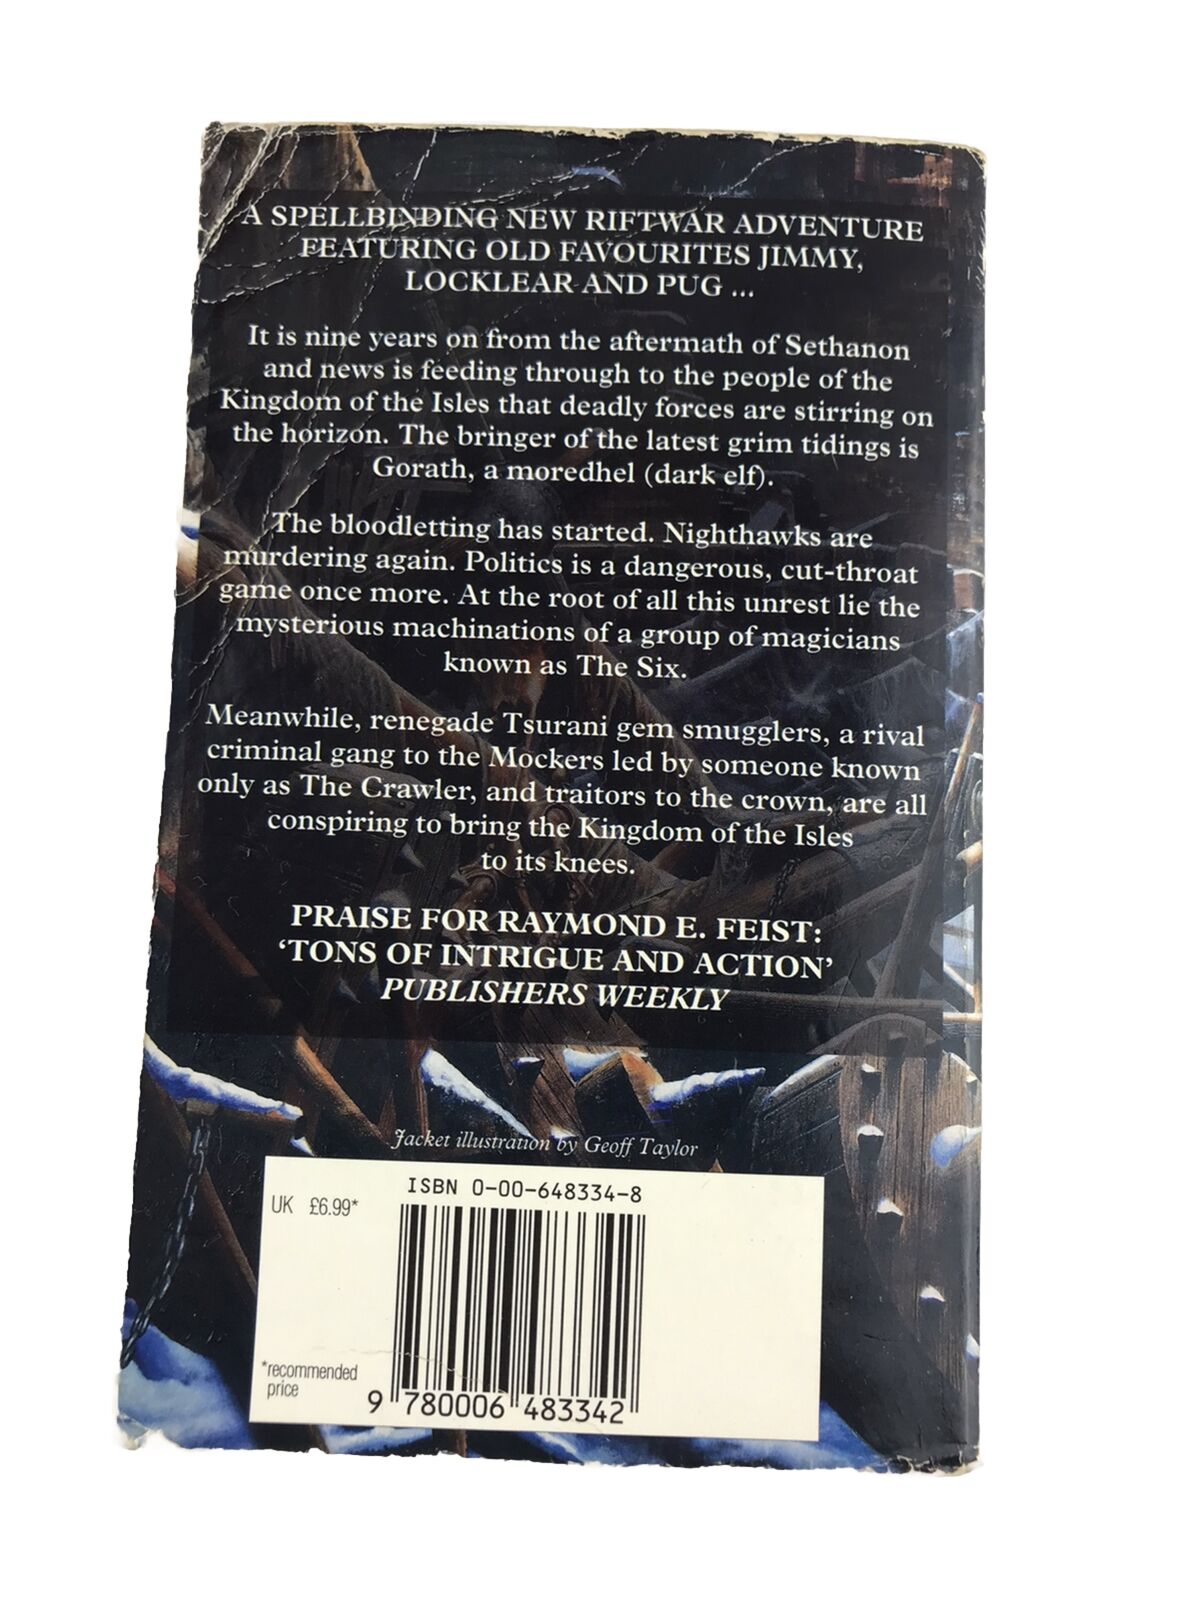 A SPELLBINDING NEW RIFTWAR ADVENTURE
FEATURING OLD FAVOURITES JIMMY,
LOCKLEAR AND PUG ...
It is nine years on from the aftermath of Sethanon
and news is feeding through to the people of the
Kingdom of the Isles that deadly forces are stirring on
the horizon. The bringer of the latest grim tidings is
Gorath, a moredhel (dark elf).
The bloodletting has started. Nighthawks are
murdering again. Politics is a dangerous, cut-throat
game once more. At the root of all this unrest lie the
mysterious machinations of a group of magicians
known as The Six.
Meanwhile, renegade Tsurani gem smugglers, a rival
criminal gang to the Mockers led by someone known
only as The Crawler, and traitors to the crown, are all
conspiring to bring the Kingdom of the Isles
to its knees.
PRAISE FOR RAYMOND E. FEIST:
‘TONS OF INTRIGUE AND ACTION’
PUBLISHERS WEEKLY
Jacket illustration by Geoff Taylor
ISBN 0-00-648334-8
UK £6.99*
*recommended
price
9 780006 483342